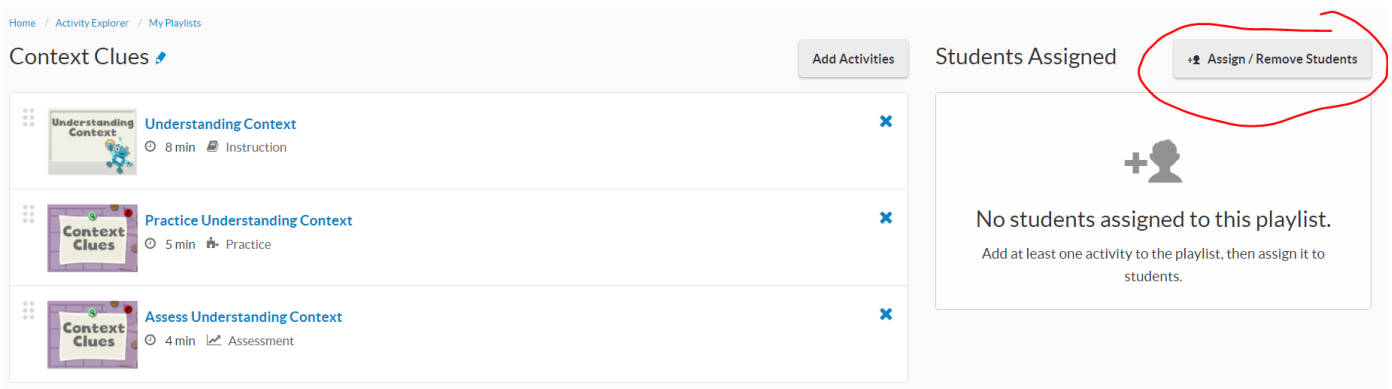 Home / Activity Explorer / My Playlists
Context Clues
Add Activities
Understanding
Context
Understanding Context
8 min Instruction
Context
Clues
Practice Understanding Context
5 min Practice
Context
Clues
Assess Understanding Context
4 min Assessment
Students Assigned
Assign / Remove Students
No students assigned to this playlist.
Add at least one activity to the playlist, then assign it to
students.